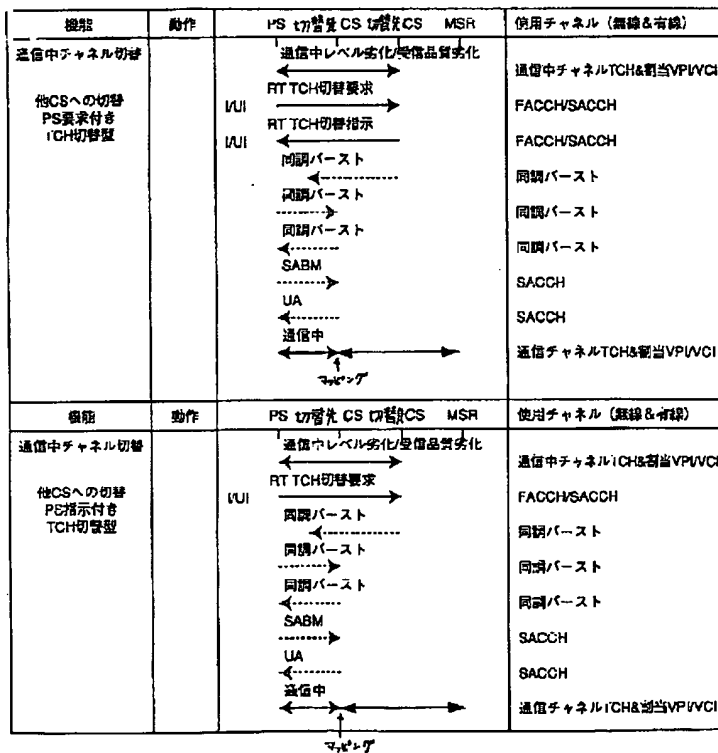 機能 動作 PS 切替先CS 切替元CS MSR 使用チャネル（無線&有線）
通信中チャネル切替 通信中レベル劣化/受信品質劣化
通信中チャネルTCH&割当VPI/VCI
他CSへの切替
PS要求付き
TCH切替型
RT TCH切替要求
I/UI FACCH/SACCH
RT TCH切替指示
I/UI FACCH/SACCH
同調バースト
同調バースト
同調バースト
同調バースト
同調バースト
同調バースト
SABM
SACCH
UA
SACCH
通信中
通信チャネルTCH&割当VPI/VCI
マッピング
機能 動作 PS 切替先CS CS MSR 使用チャネル（無線&有線）
通信中チャネル切替 通信中レベル劣化/受信品質劣化
通信中チャネルTCH&割当VPI/VCI
他CSへの切替
PS指示付き
TCH切替型
RT TCH切替要求
I/UI FACCH/SACCH
同調バースト
同調バースト
同調バースト
同調バースト
同調バースト
同調バースト
SABM
SACCH
UA
SACCH
通信中
通信チャネルTCH&割当VPI/VCI
マッピング